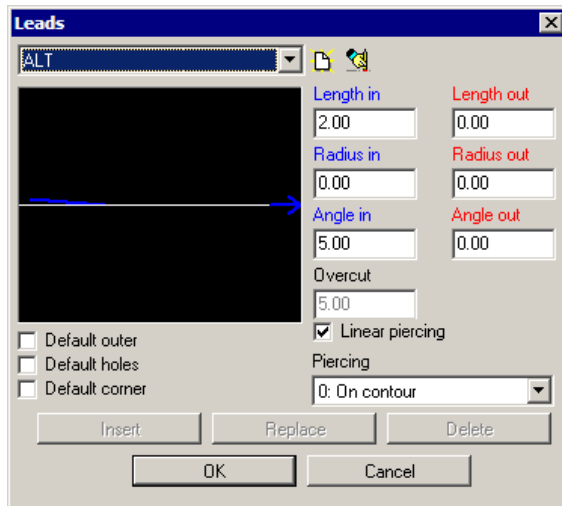 Leads
ALT
Length in Length out
2.00 0.00
Radius in Radius out
0.00 0.00
Angle in Angle out
5.00 0.00
Overcut
5.00
Linear piercing
Default outer
Default holes
Default corner
Piercing
0: On contour
Insert Replace Delete
OK Cancel